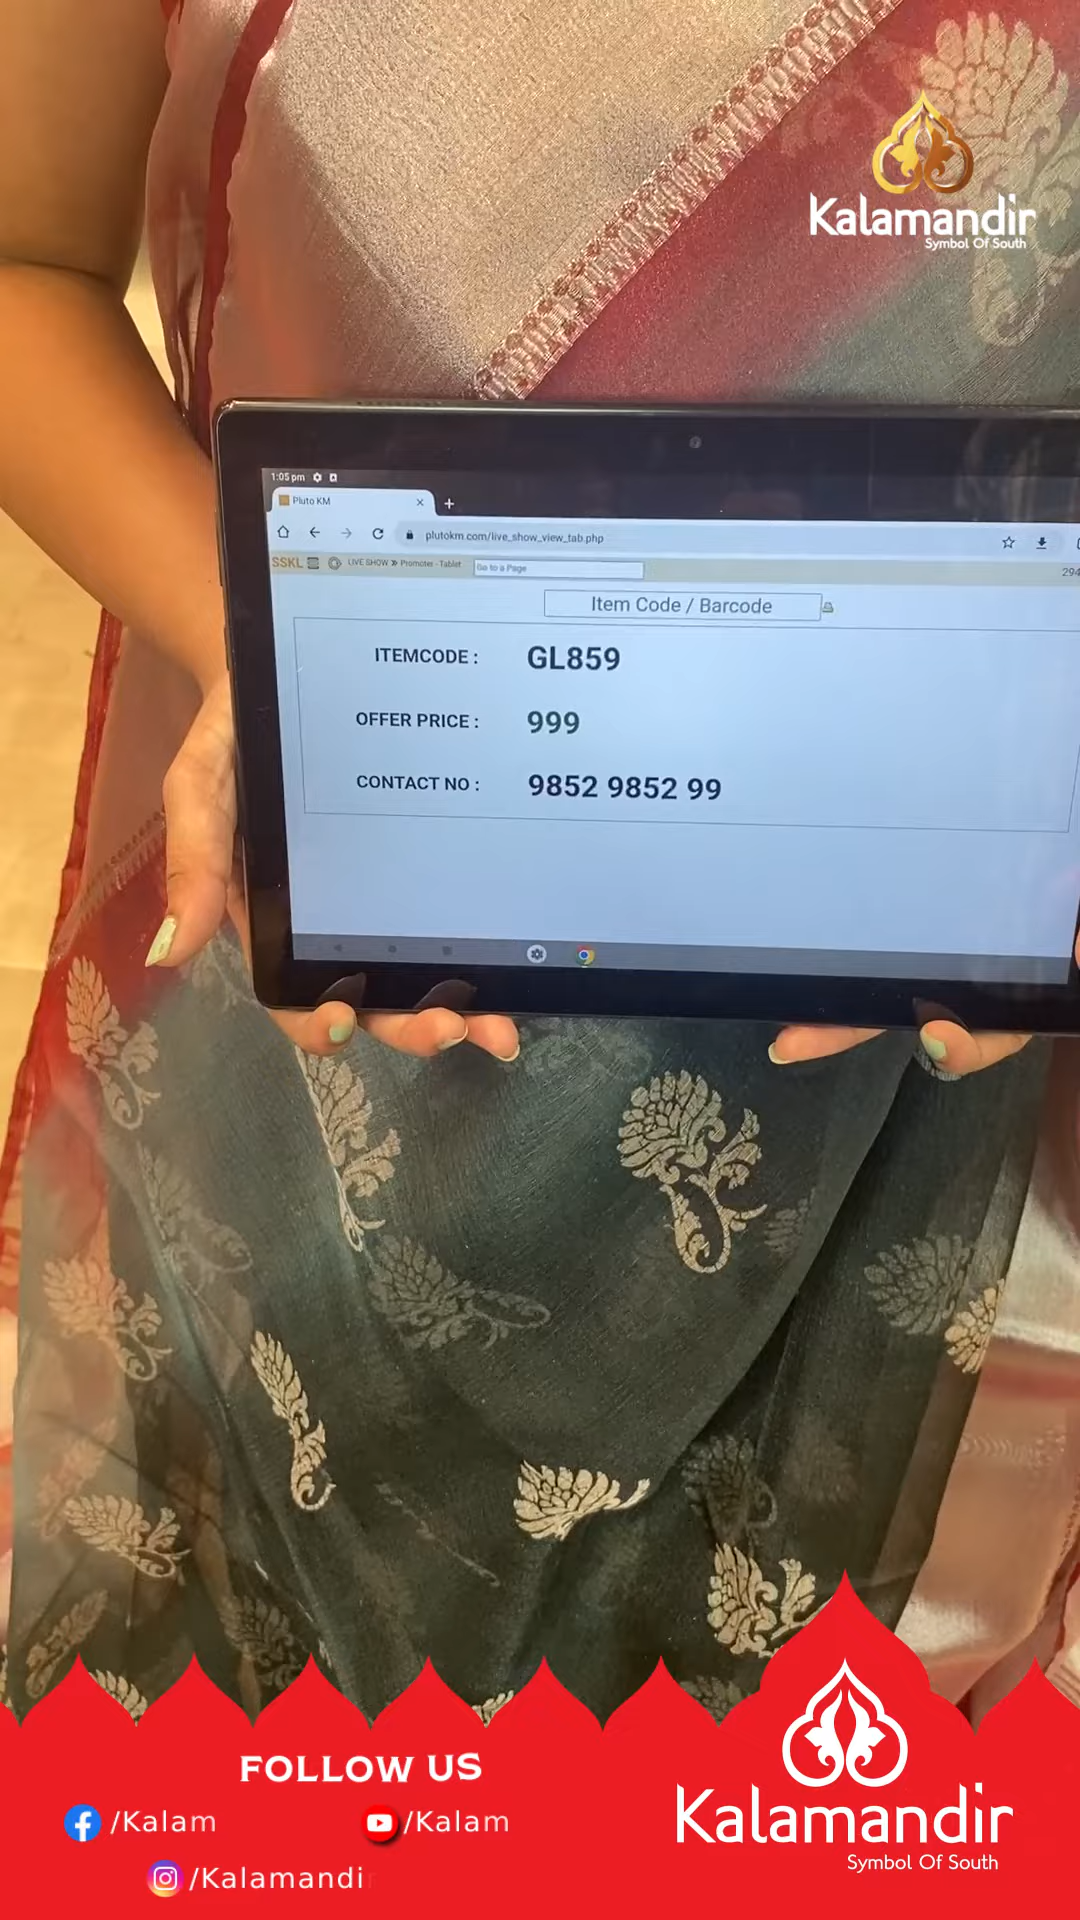 Kalamandir
Symbol Of South
1:05 pm
Pluto KM
plutokm.com/live_show_view_tab.php
SSKL
LIVE SHOW » Promoter - Tablet
Go to a Page
294
Item Code / Barcode
ITEMCODE : GL859
OFFER PRICE : 999
CONTACT NO : 9852 9852 99
FOLLOW US
/Kalam
/Kalam
/Kalamandi
Kalamandir
Symbol Of South